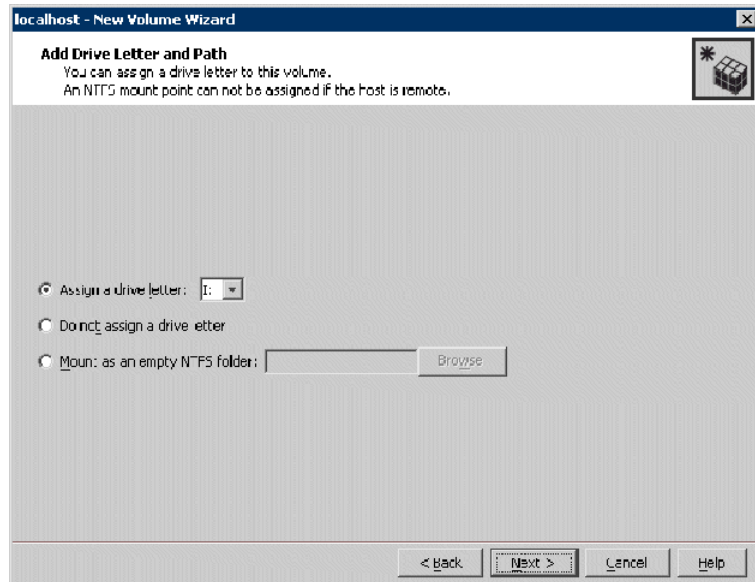 localhost - New Volume Wizard
Add Drive Letter and Path
You can assign a drive letter to this volume.
An NTFS mount point can not be assigned if the host is remote.
Assign a drive letter: I:
Do not assign a drive letter
Mount as an empty NTFS folder: Browse
< Back Next > Cancel Help